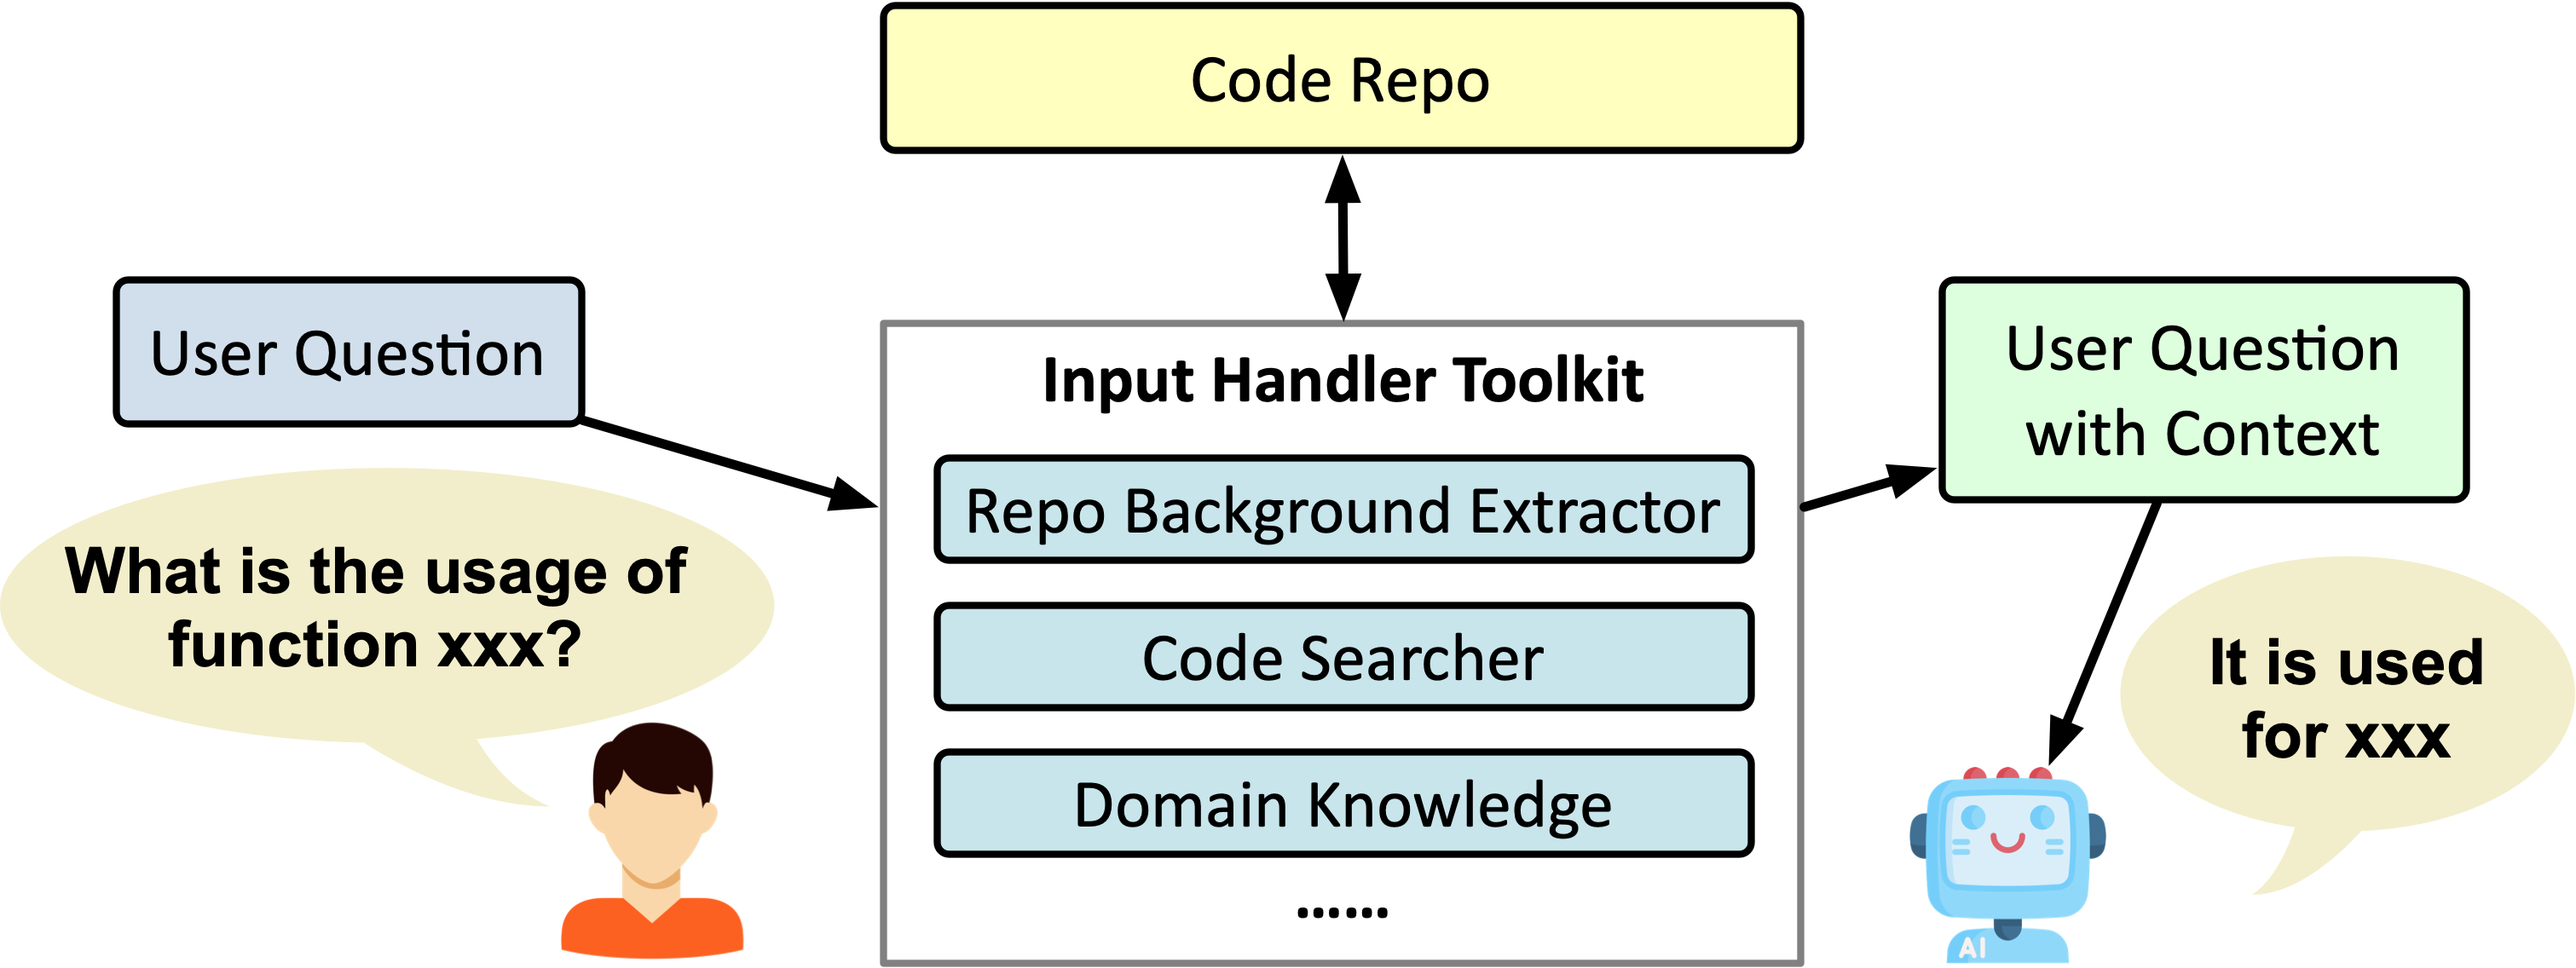 Code Repo
User Question
What is the usage of
function xxx?
Input Handler Toolkit
Repo Background Extractor
Code Searcher
Domain Knowledge
......
User Question
with Context
It is used
for xxx
AI